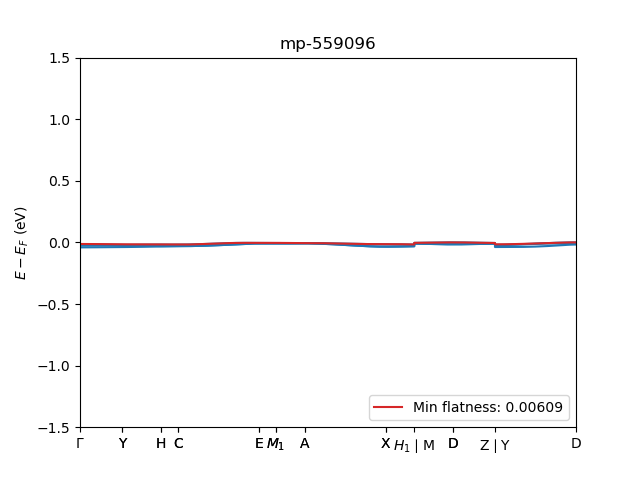 mp-559096
1.5
1.0
0.5
0.0
−0.5
−1.0
−1.5
E − E_F (eV)
Min flatness: 0.00609
Γ Y H C E M_1 A X H_1 | M D Z | Y D